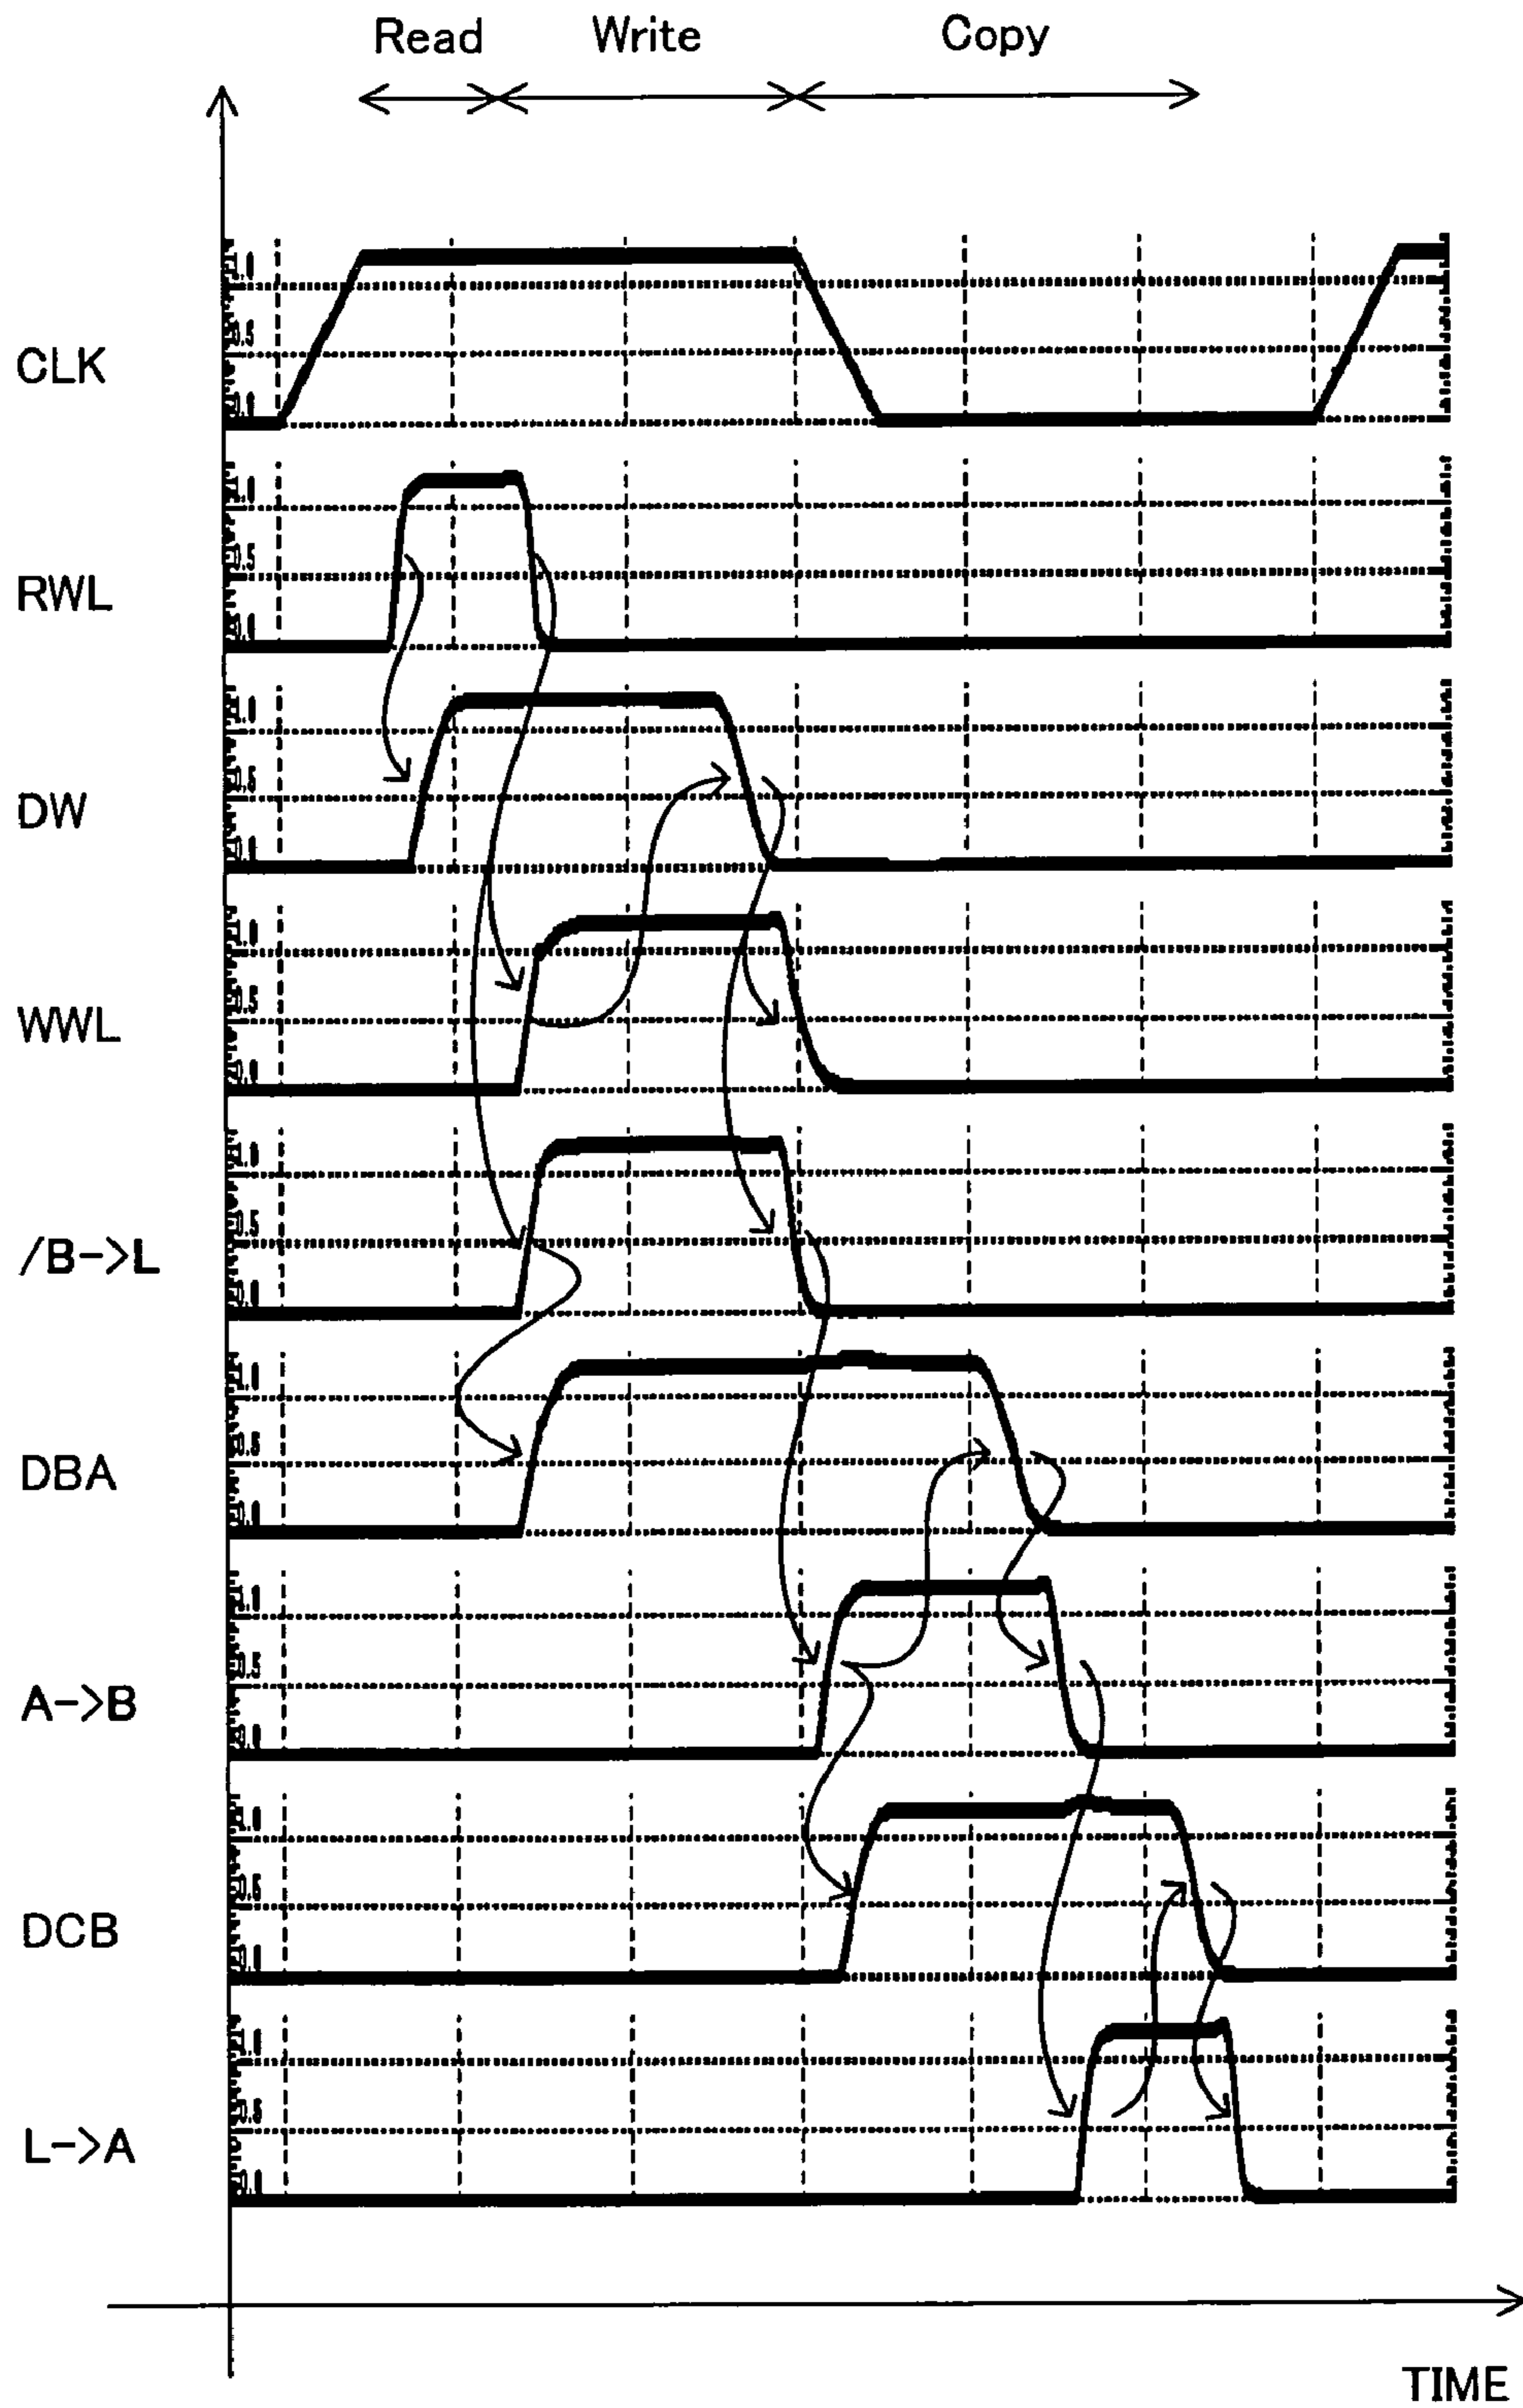 Read Write Copy
CLK
RWL
DW
WWL
/B->L
DBA
A->B
DCB
L->A
TIME